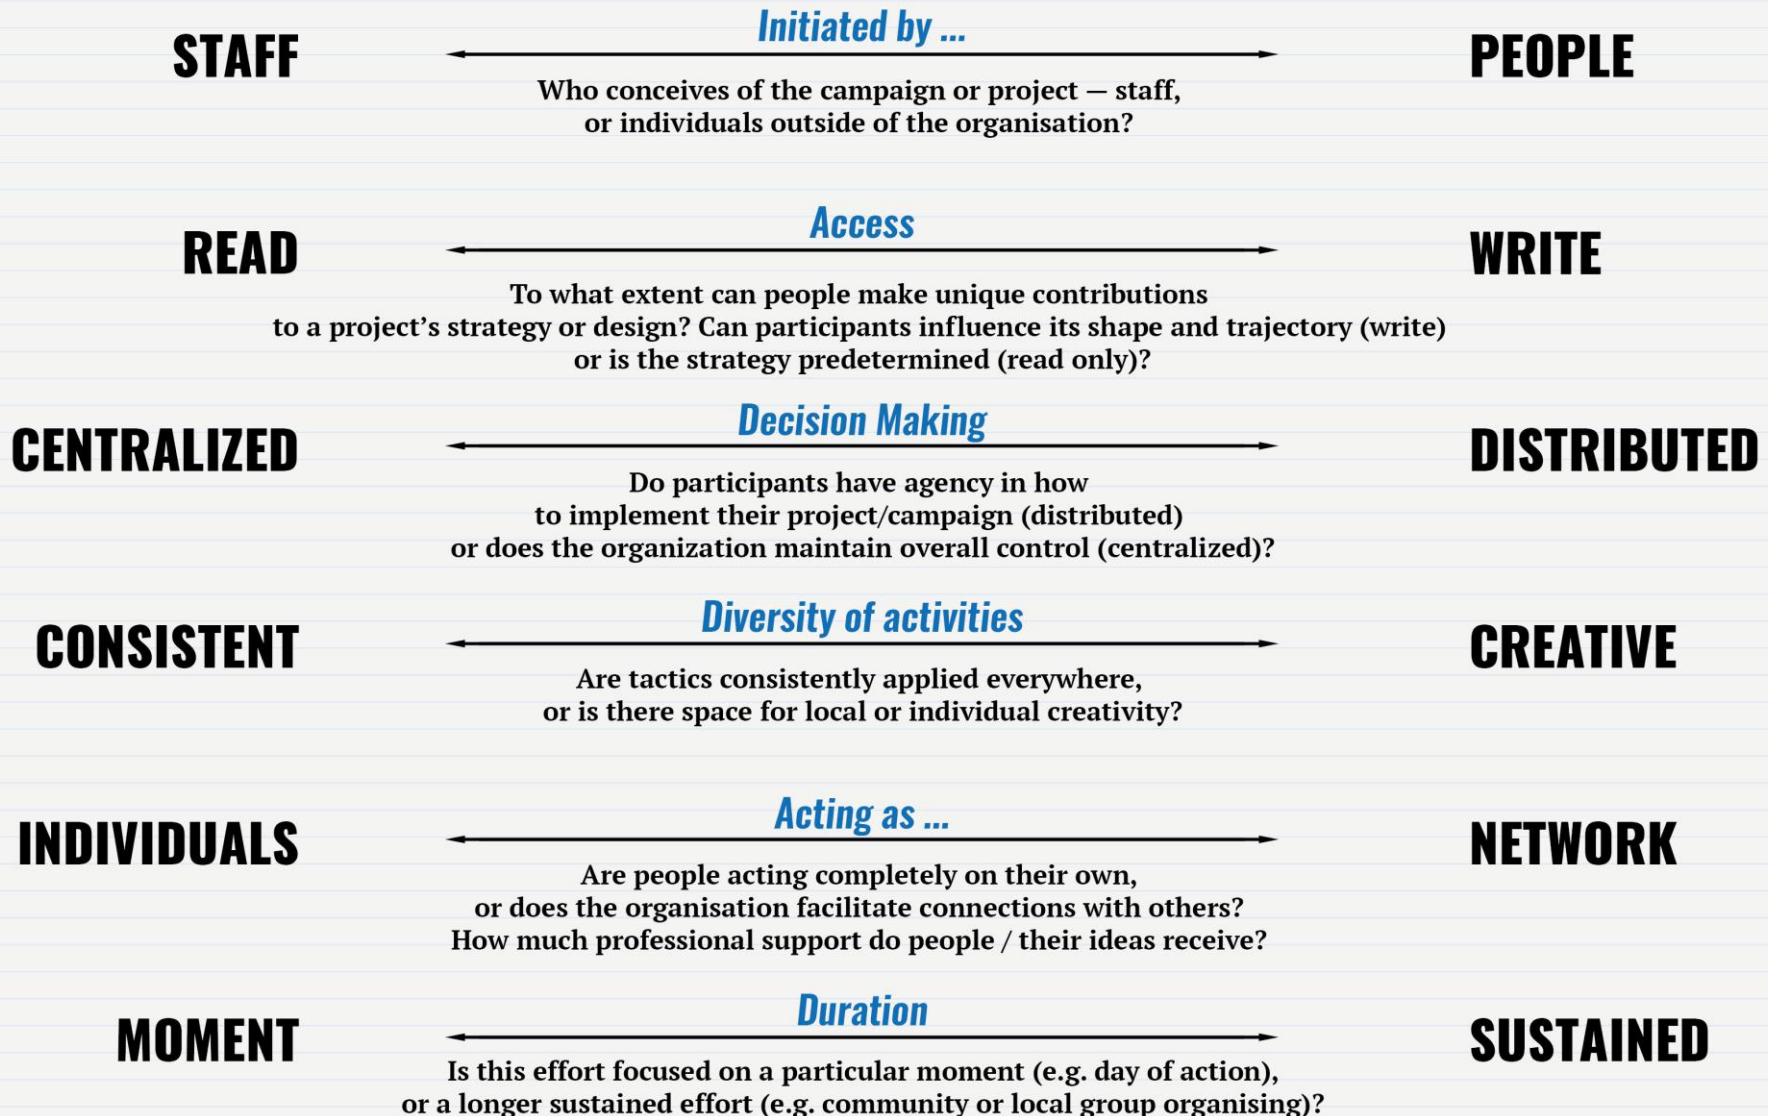 Initiated by ...
STAFF
PEOPLE
Who conceives of the campaign or project — staff,
or individuals outside of the organisation?
Access
READ
WRITE
To what extent can people make unique contributions
to a project’s strategy or design? Can participants influence its shape and trajectory (write)
or is the strategy predetermined (read only)?
Decision Making
CENTRALIZED
DISTRIBUTED
Do participants have agency in how
to implement their project/campaign (distributed)
or does the organization maintain overall control (centralized)?
Diversity of activities
CONSISTENT
CREATIVE
Are tactics consistently applied everywhere,
or is there space for local or individual creativity?
Acting as ...
INDIVIDUALS
NETWORK
Are people acting completely on their own,
or does the organisation facilitate connections with others?
How much professional support do people / their ideas receive?
Duration
MOMENT
SUSTAINED
Is this effort focused on a particular moment (e.g. day of action),
or a longer sustained effort (e.g. community or local group organising)?